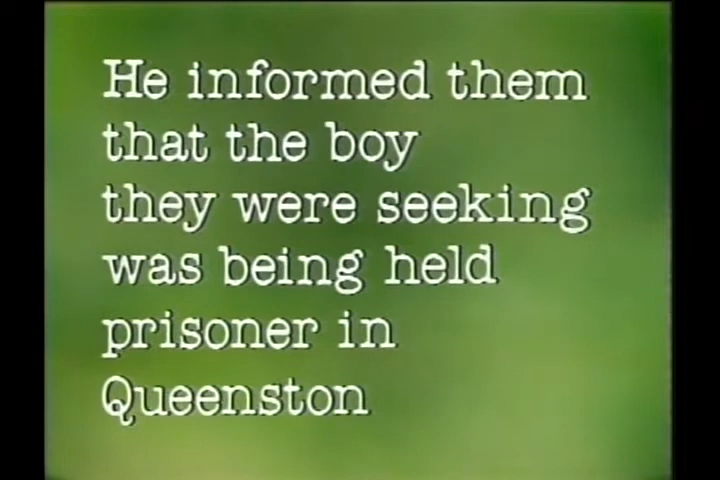 He informed them
that the boy
they were seeking
was being held
prisoner in
Queenston